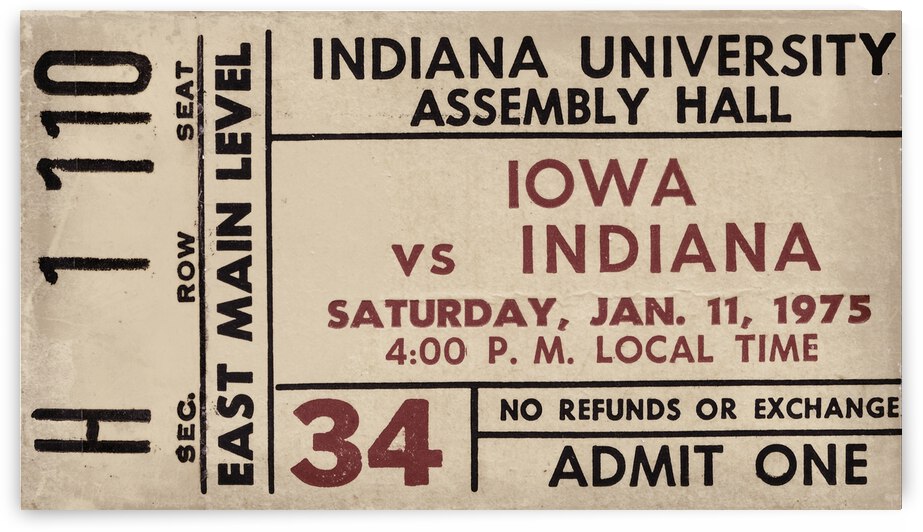 H 1 110
SEC. ROW SEAT
EAST MAIN LEVEL
INDIANA UNIVERSITY
ASSEMBLY HALL
IOWA
VS INDIANA
SATURDAY, JAN. 11, 1975
4:00 P. M. LOCAL TIME
34
NO REFUNDS OR EXCHANGE
ADMIT ONE